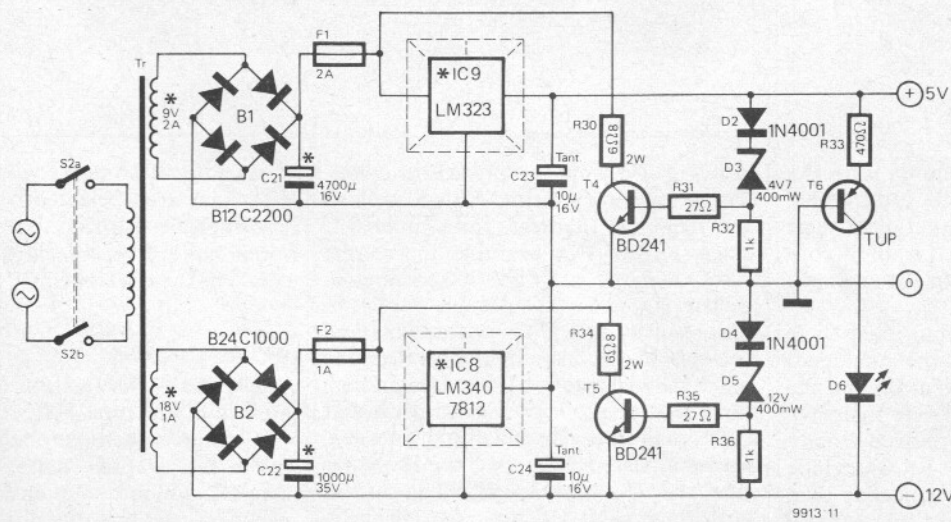 Tr
*
9V
2A
B1
C21
*
4700µ
16V
B12 C2200
F1
2A
* IC9
LM323
Tant.
C23
10µ
16V
R30
6Ω8
2W
T4
BD241
R31
27Ω
D2
1N4001
D3
4V7
400mW
R32
1k
R33
470Ω
T6
TUP
+ 5V
0
S2a
S2b
*
18V
1A
B24 C1000
B2
C22
*
1000µ
35V
F2
1A
* IC8
LM340
7812
Tant.
C24
10µ
16V
R34
6Ω8
2W
T5
BD241
R35
27Ω
D4
1N4001
D5
12V
400mW
R36
1k
D6
− 12V
9913 11